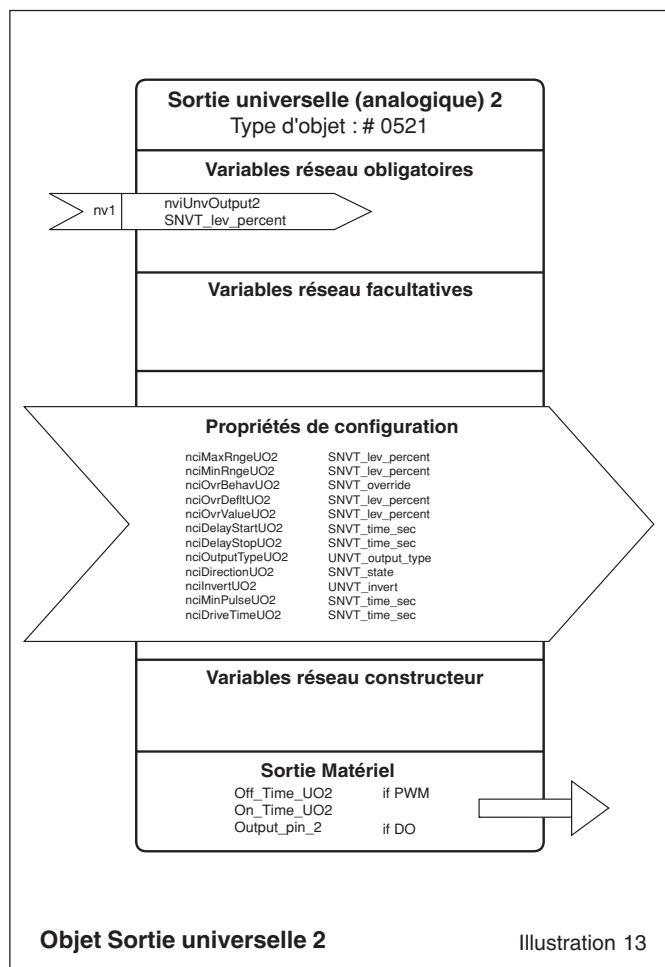 Sortie universelle (analogique) 2
Type d'objet : # 0521
Variables réseau obligatoires
nv1
nviUnvOutput2
SNVT_lev_percent
Variables réseau facultatives
Propriétés de configuration
nciMaxRngeUO2 SNVT_lev_percent
nciMinRngeUO2 SNVT_lev_percent
nciOvrBehavUO2 SNVT_override
nciOvrDefltUO2 SNVT_lev_percent
nciOvrValueUO2 SNVT_lev_percent
nciDelayStartUO2 SNVT_time_sec
nciDelayStopUO2 SNVT_time_sec
nciOutputTypeUO2 UNVT_output_type
nciDirectionUO2 SNVT_state
nciInvertUO2 UNVT_invert
nciMinPulseUO2 SNVT_time_sec
nciDriveTimeUO2 SNVT_time_sec
Variables réseau constructeur
Sortie Matériel
Off_Time_UO2 if PWM
On_Time_UO2
Output_pin_2 if DO
Objet Sortie universelle 2 Illustration 13